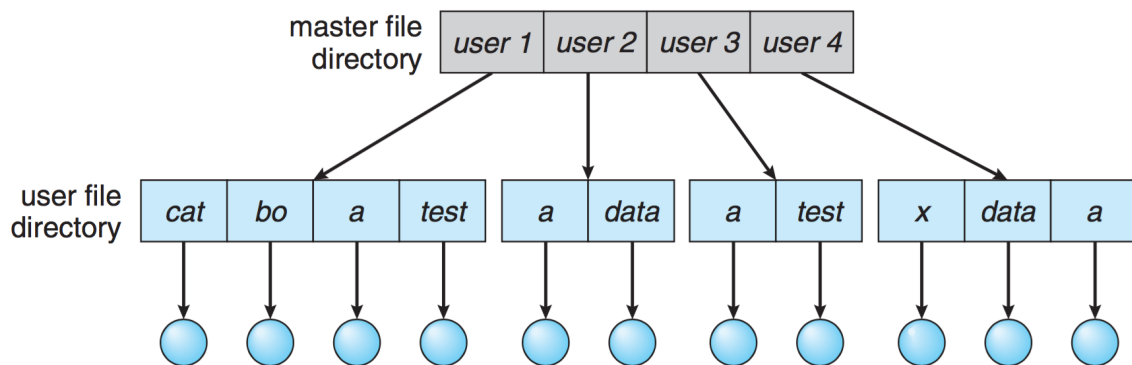 master file
directory
user 1 user 2 user 3 user 4
user file
directory
cat bo a test a data a test x data a